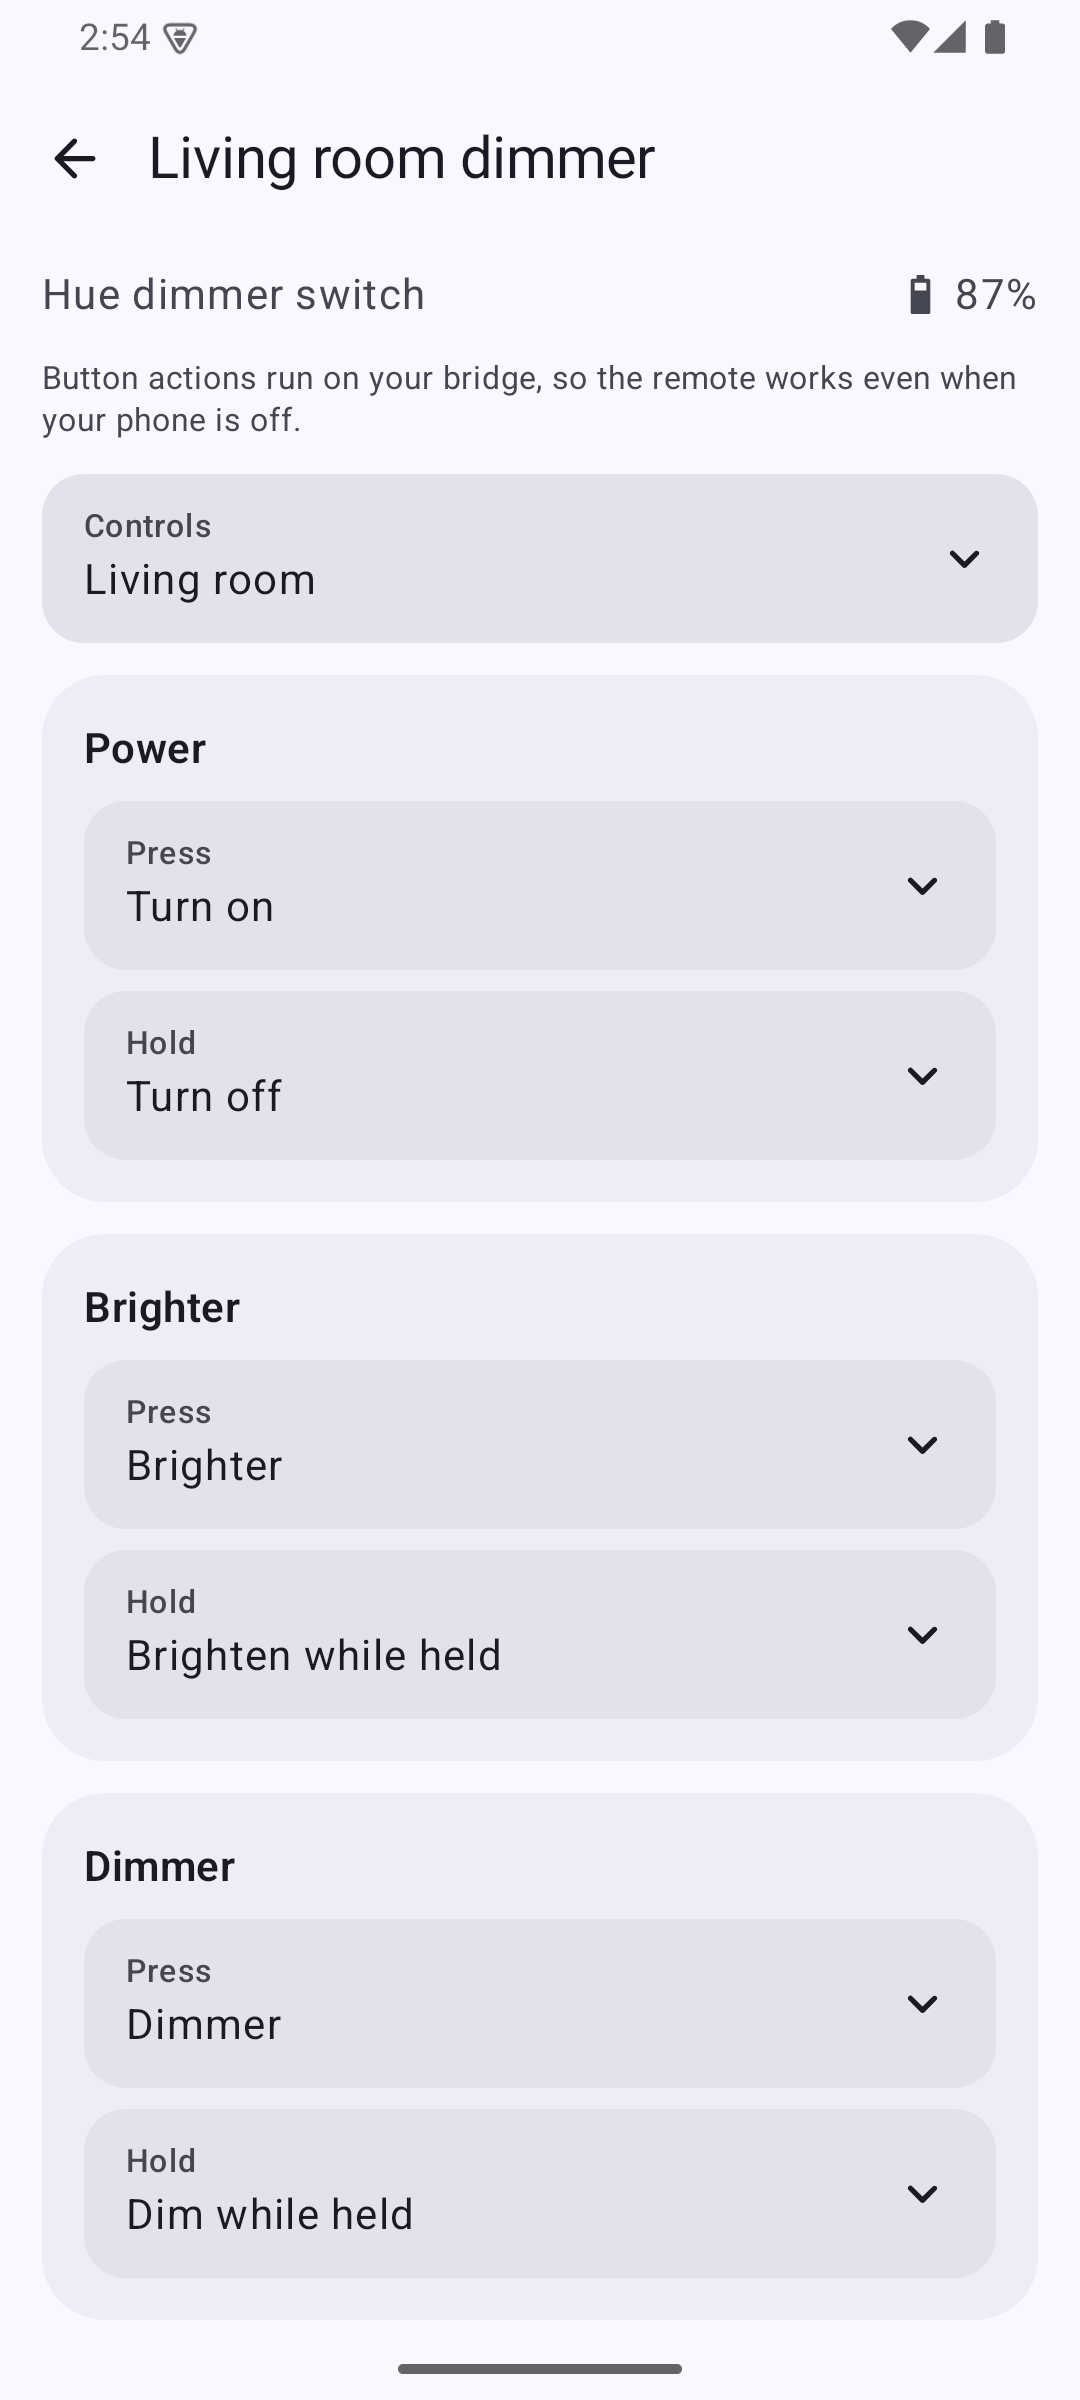 2:54
Living room dimmer
Hue dimmer switch
87%
Button actions run on your bridge, so the remote works even when
your phone is off.
Controls
Living room
Power
Press
Turn on
Hold
Turn off
Brighter
Press
Brighter
Hold
Brighten while held
Dimmer
Press
Dimmer
Hold
Dim while held